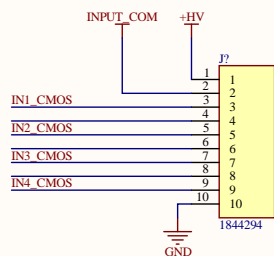 INPUT_COM +HV
J?
1 1
2 2
IN1_CMOS 3 3
4 4
IN2_CMOS 5 5
6 6
IN3_CMOS 7 7
8 8
IN4_CMOS 9 9
10 10
1844294
GND